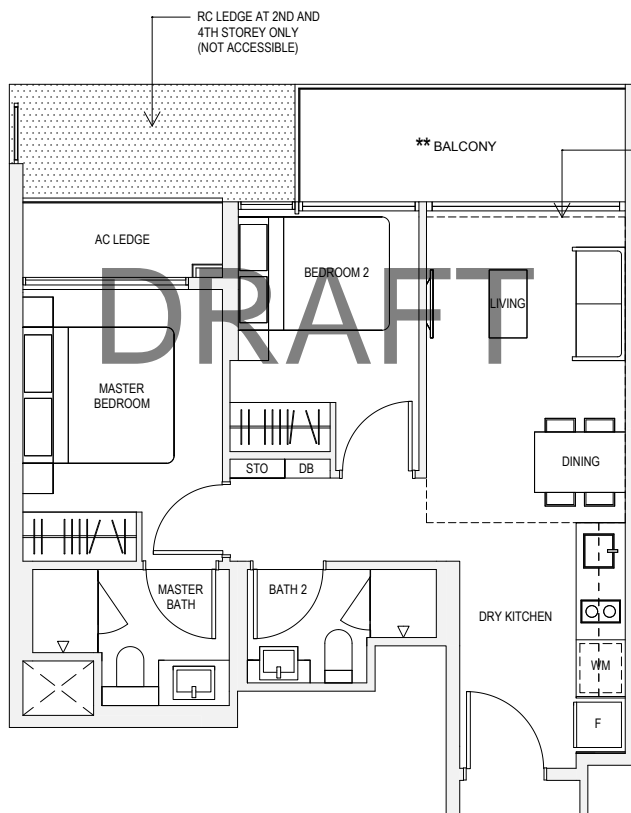 RC LEDGE AT 2ND AND
4TH STOREY ONLY
(NOT ACCESSIBLE)
** BALCONY
AC LEDGE
BEDROOM 2
DRAFT
LIVING
MASTER
BEDROOM
DINING
STO
DB
MASTER
BATH
BATH 2
DRY KITCHEN
WM
F